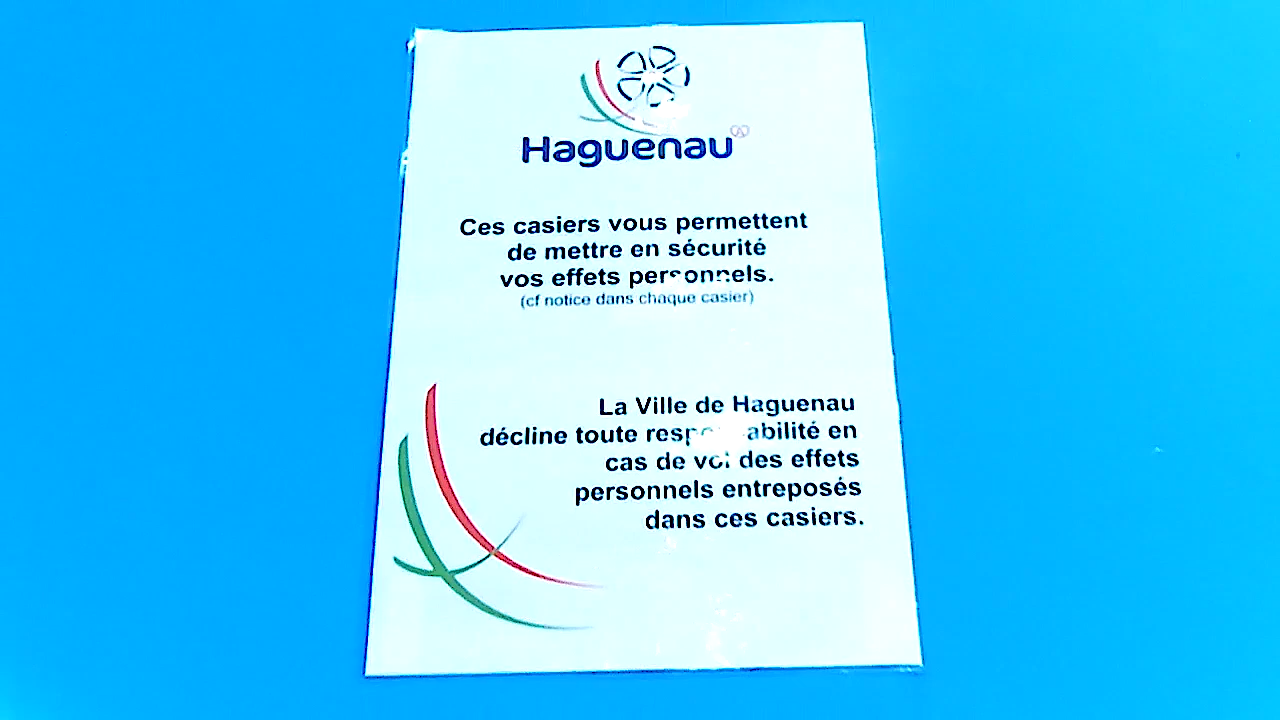 Haguenau
Ces casiers vous permettent
de mettre en sécurité
vos effets personnels.
(cf notice dans chaque casier)
La Ville de Haguenau
décline toute responsabilité en
cas de vol des effets
personnels entreposés
dans ces casiers.